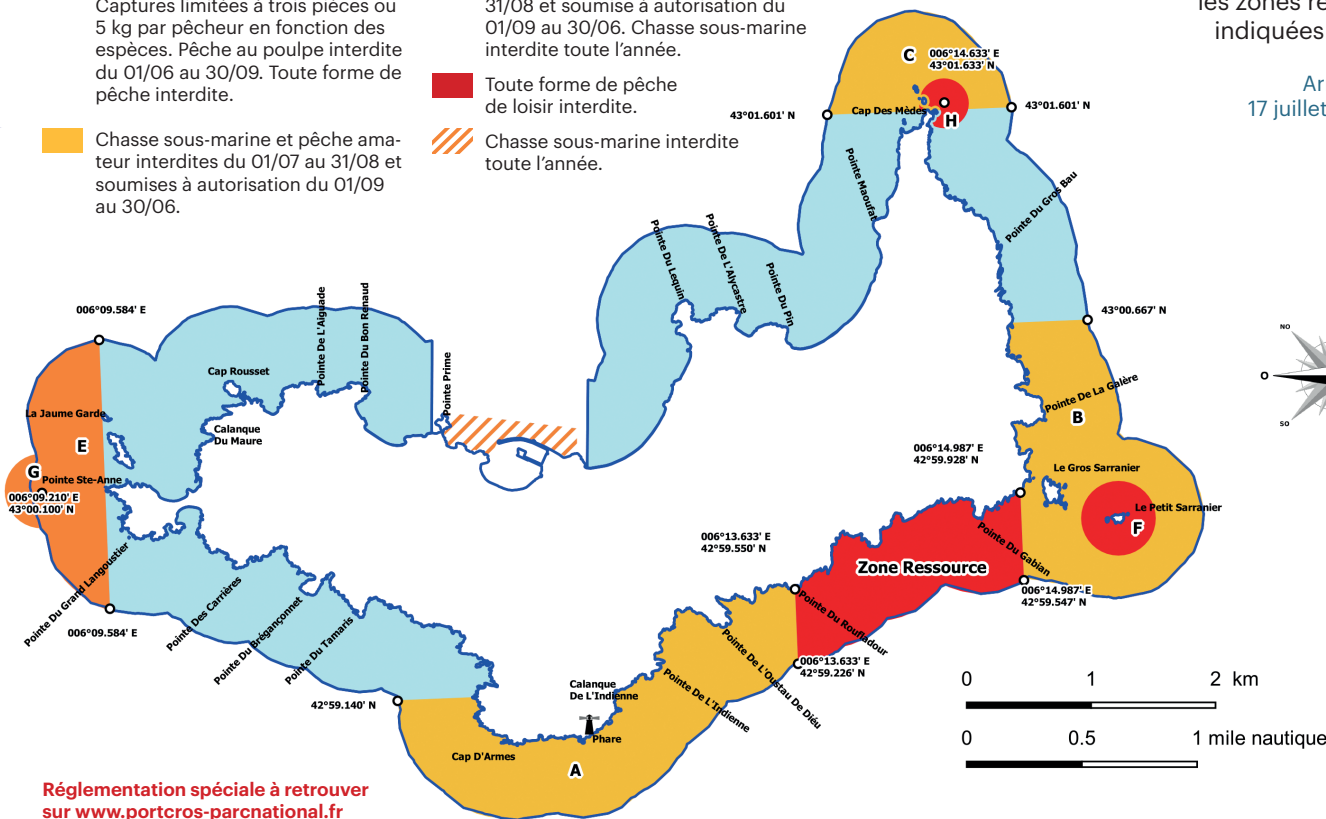 Captures limitées à trois pièces ou
5 kg par pêcheur en fonction des
espèces. Pêche au poulpe interdite
du 01/06 au 30/09. Toute forme de
pêche interdite.
Chasse sous-marine et pêche ama-
teur interdites du 01/07 au 31/08 et
soumises à autorisation du 01/09
au 30/06.
31/08 et soumise à autorisation du
01/09 au 30/06. Chasse sous-marine
interdite toute l'année.
Toute forme de pêche
de loisir interdite.
Chasse sous-marine interdite
toute l'année.
les zones re
indiquées
Ar
17 juillet
C
006°14.633' E
43°01.633' N
43°01.601' N
Cap Des Mèdes
H
43°01.601' N
Pointe Maoufat
Pointe Du Gros Bau
Pointe Du Lequin
Pointe De L'Alycastre
Pointe Du Pin
43°00.667' N
006°09.584' E
Pointe De L'Aiguade
Pointe Du Bon Renaud
Pointe Prime
Cap Rousset
Calanque
Du Maure
La Jaume Garde
E
G
Pointe Ste-Anne
006°09.210' E
43°00.100' N
Pointe De La Galère
B
006°14.987' E
42°59.928' N
Le Gros Sarranier
Le Petit Sarranier
F
NO
O
SO
006°13.633' E
42°59.550' N
Zone Ressource
Pointe Du Gabian
006°14.987' E
42°59.547' N
Pointe Du Grand Langoustier
006°09.584' E
Pointe Des Carrières
Pointe Du Brégançonnet
Pointe Du Tamaris
Pointe Du Roufladour
006°13.633' E
42°59.226' N
Pointe De L'Oustau De Diéu
Pointe De L'Indienne
Calanque
De L'Indienne
42°59.140' N
Phare
Cap D'Armes
A
0 1 2 km
0 0.5 1 mile nautique
Réglementation spéciale à retrouver
sur www.portcros-parcnational.fr